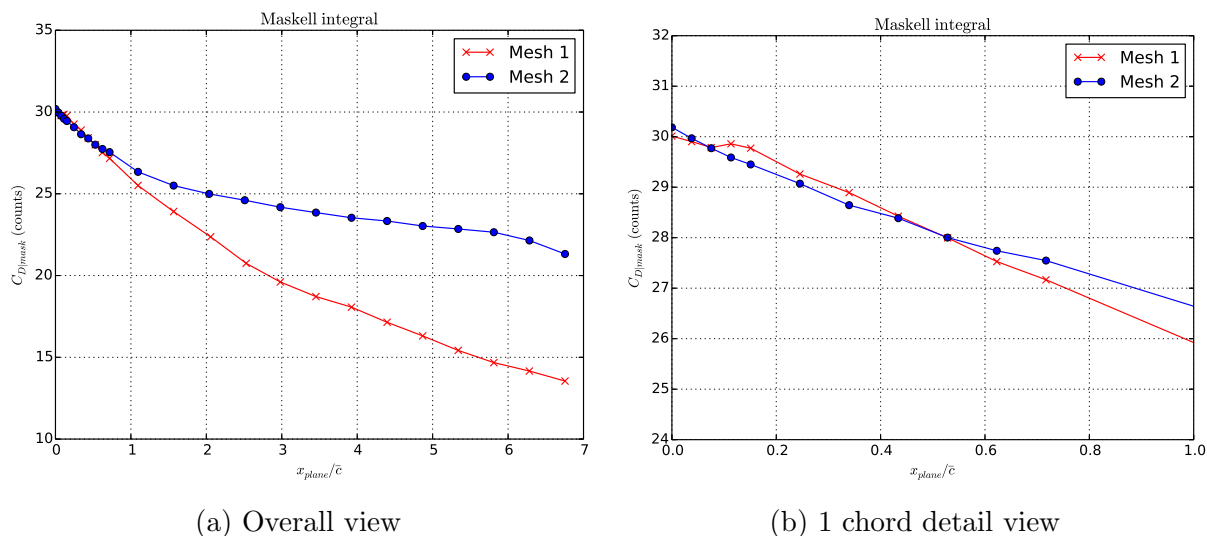 Maskell integral
35
30
25
20
15
10
C_{D|mask} (counts)
0 1 2 3 4 5 6 7
x_{plane}/c̄
Mesh 1
Mesh 2
(a) Overall view
Maskell integral
32
31
30
29
28
27
26
25
24
C_{D|mask} (counts)
0.0 0.2 0.4 0.6 0.8 1.0
x_{plane}/c̄
Mesh 1
Mesh 2
(b) 1 chord detail view